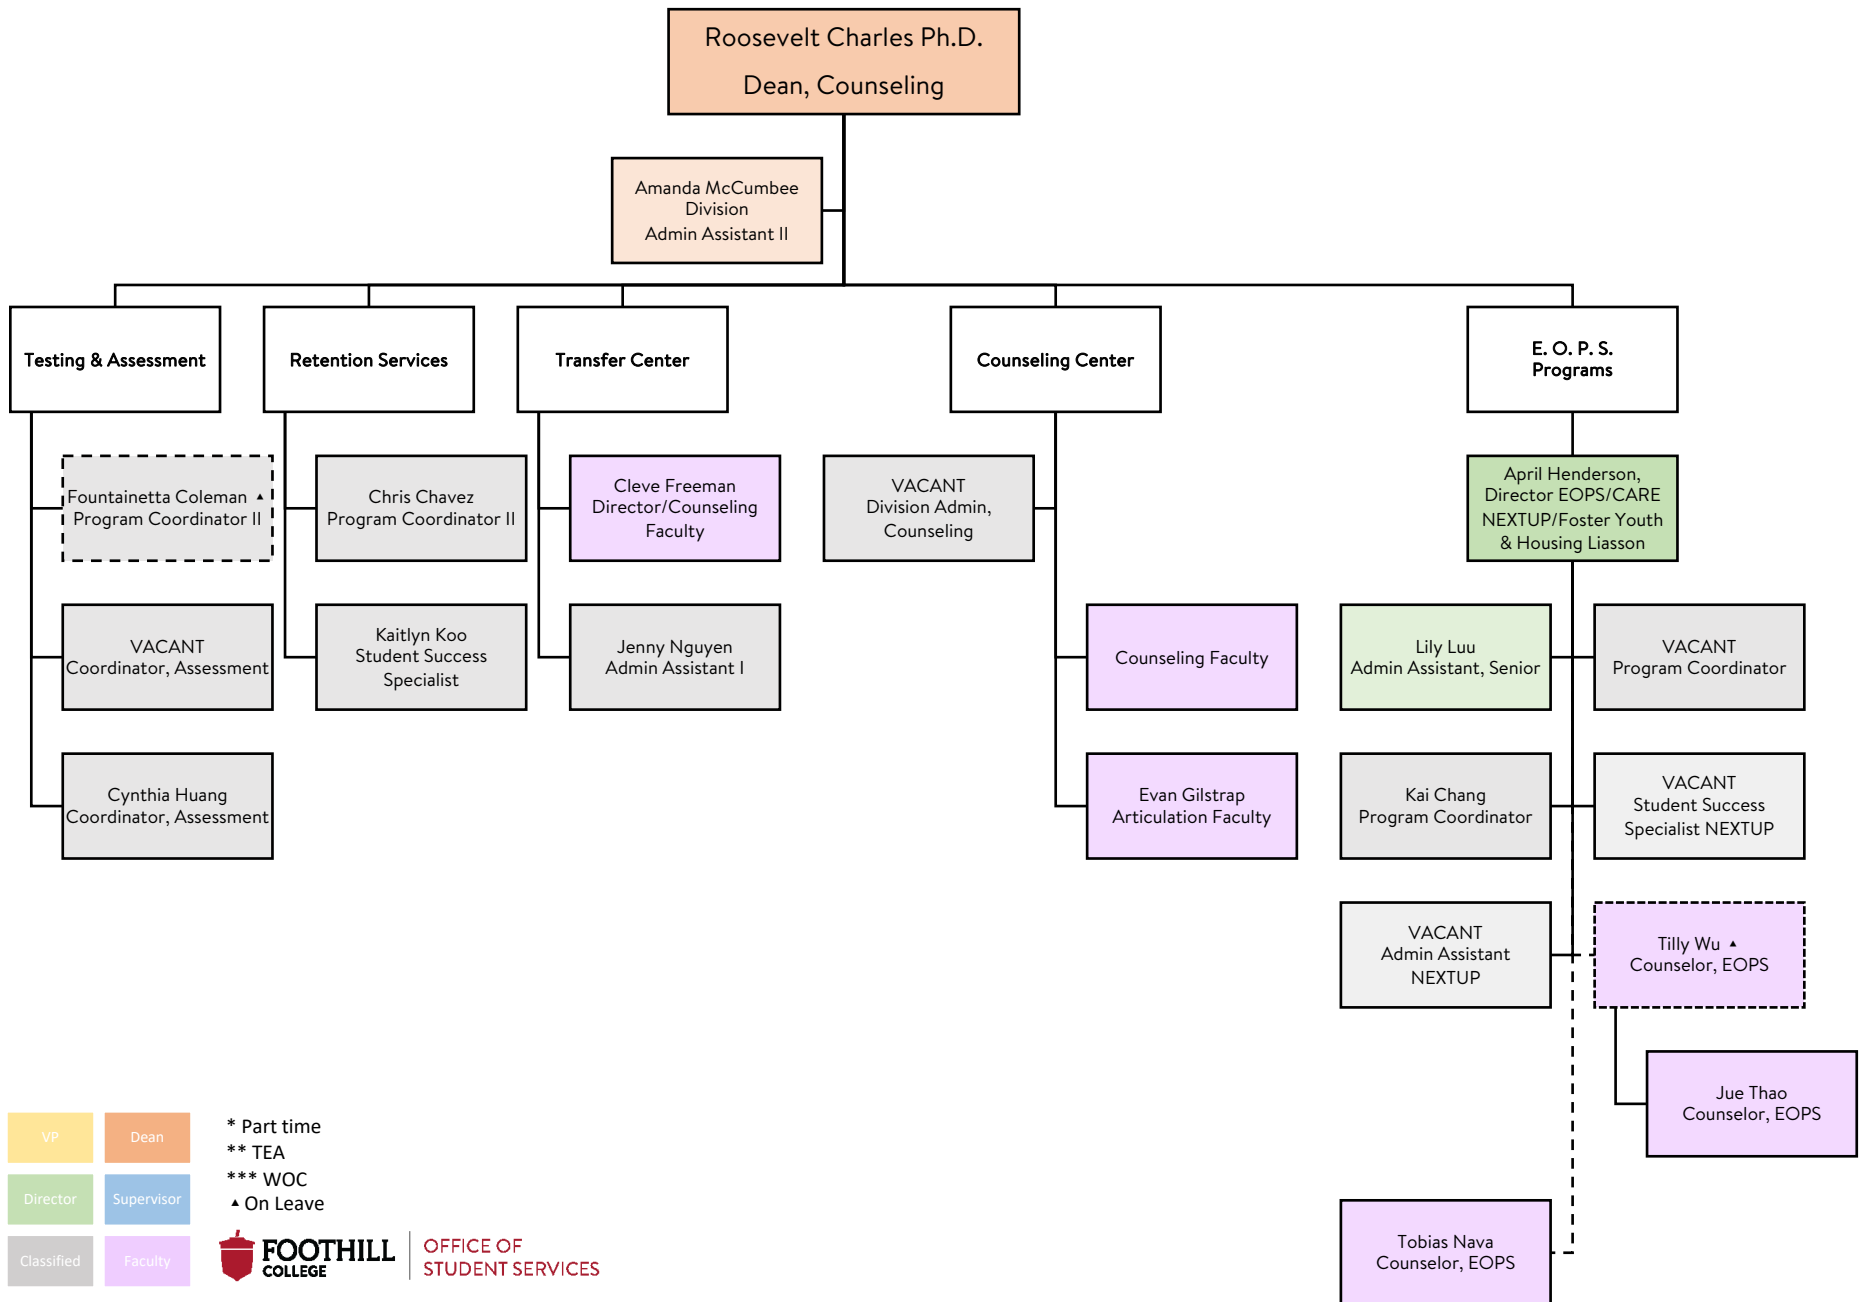 Roosevelt Charles Ph.D.
Dean, Counseling
Amanda McCumbee
Division
Admin Assistant II
Testing & Assessment
Retention Services
Transfer Center
Counseling Center
E. O. P. S.
Programs
Fountainetta Coleman ▲
Program Coordinator II
Chris Chavez
Program Coordinator II
Cleve Freeman
Director/Counseling
Faculty
VACANT
Division Admin,
Counseling
April Henderson,
Director EOPS/CARE
NEXTUP/Foster Youth
& Housing Liasson
VACANT
Coordinator, Assessment
Kaitlyn Koo
Student Success
Specialist
Jenny Nguyen
Admin Assistant I
Counseling Faculty
Lily Luu
Admin Assistant, Senior
VACANT
Program Coordinator
Cynthia Huang
Coordinator, Assessment
Evan Gilstrap
Articulation Faculty
Kai Chang
Program Coordinator
VACANT
Student Success
Specialist NEXTUP
VACANT
Admin Assistant
NEXTUP
Tilly Wu ▲
Counselor, EOPS
Jue Thao
Counselor, EOPS
Tobias Nava
Counselor, EOPS
VP
Dean
Director
Supervisor
Classified
Faculty
* Part time
** TEA
*** WOC
▲ On Leave
FOOTHILL
COLLEGE
OFFICE OF
STUDENT SERVICES